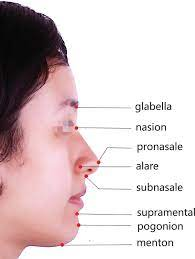 glabella
nasion
pronasale
alare
subnasale
supramental
pogonion
menton